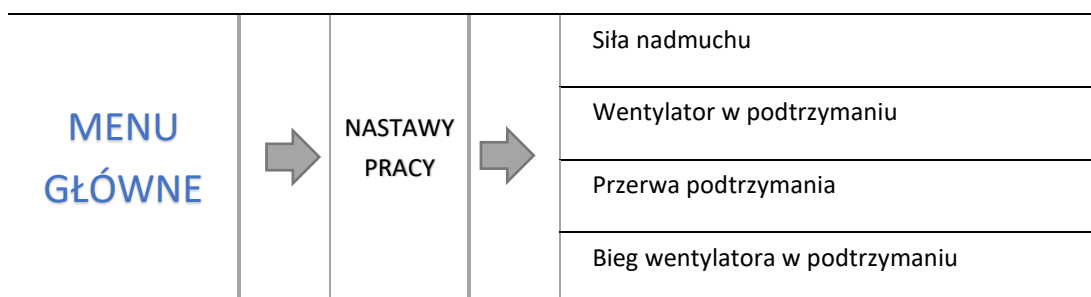 MENU
GŁÓWNE
NASTAWY
PRACY
Siła nadmuchu
Wentylator w podtrzymaniu
Przerwa podtrzymania
Bieg wentylatora w podtrzymaniu